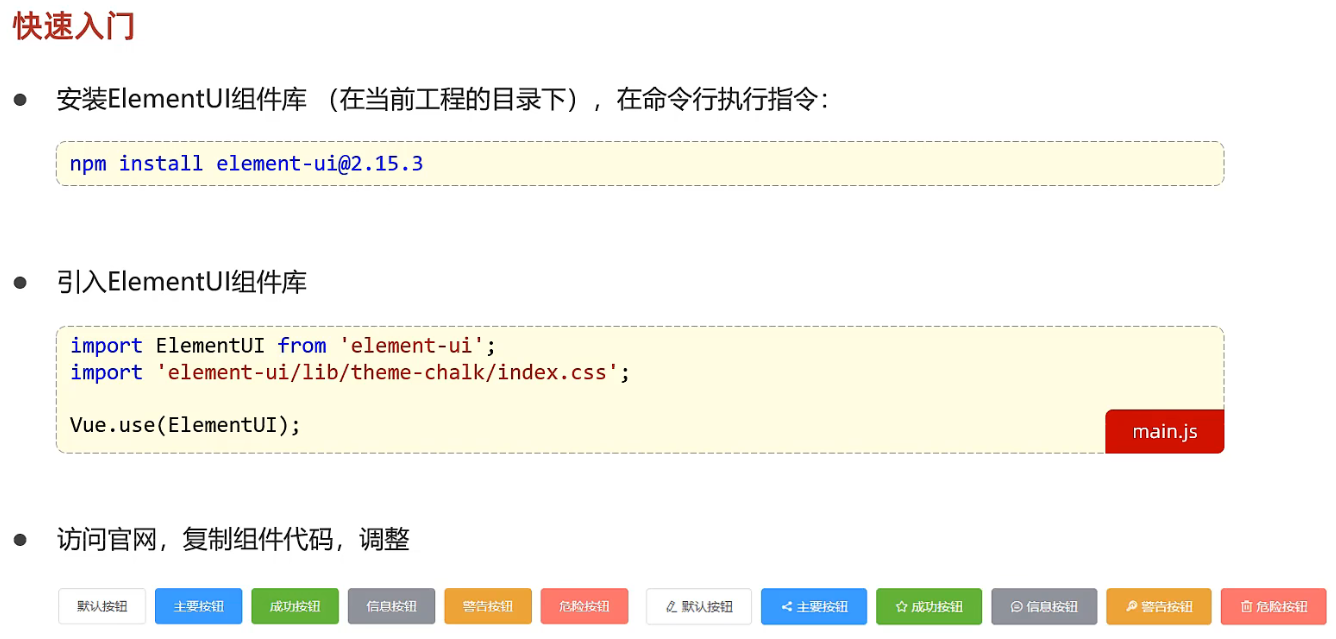 快速入门
安装ElementUI组件库 （在当前工程的目录下），在命令行执行指令：
npm install element-ui@2.15.3
引入ElementUI组件库
import ElementUI from 'element-ui';
import 'element-ui/lib/theme-chalk/index.css';
Vue.use(ElementUI);
main.js
访问官网，复制组件代码，调整
默认按钮 主要按钮 成功按钮 信息按钮 警告按钮 危险按钮 默认按钮 主要按钮 成功按钮 信息按钮 警告按钮 危险按钮